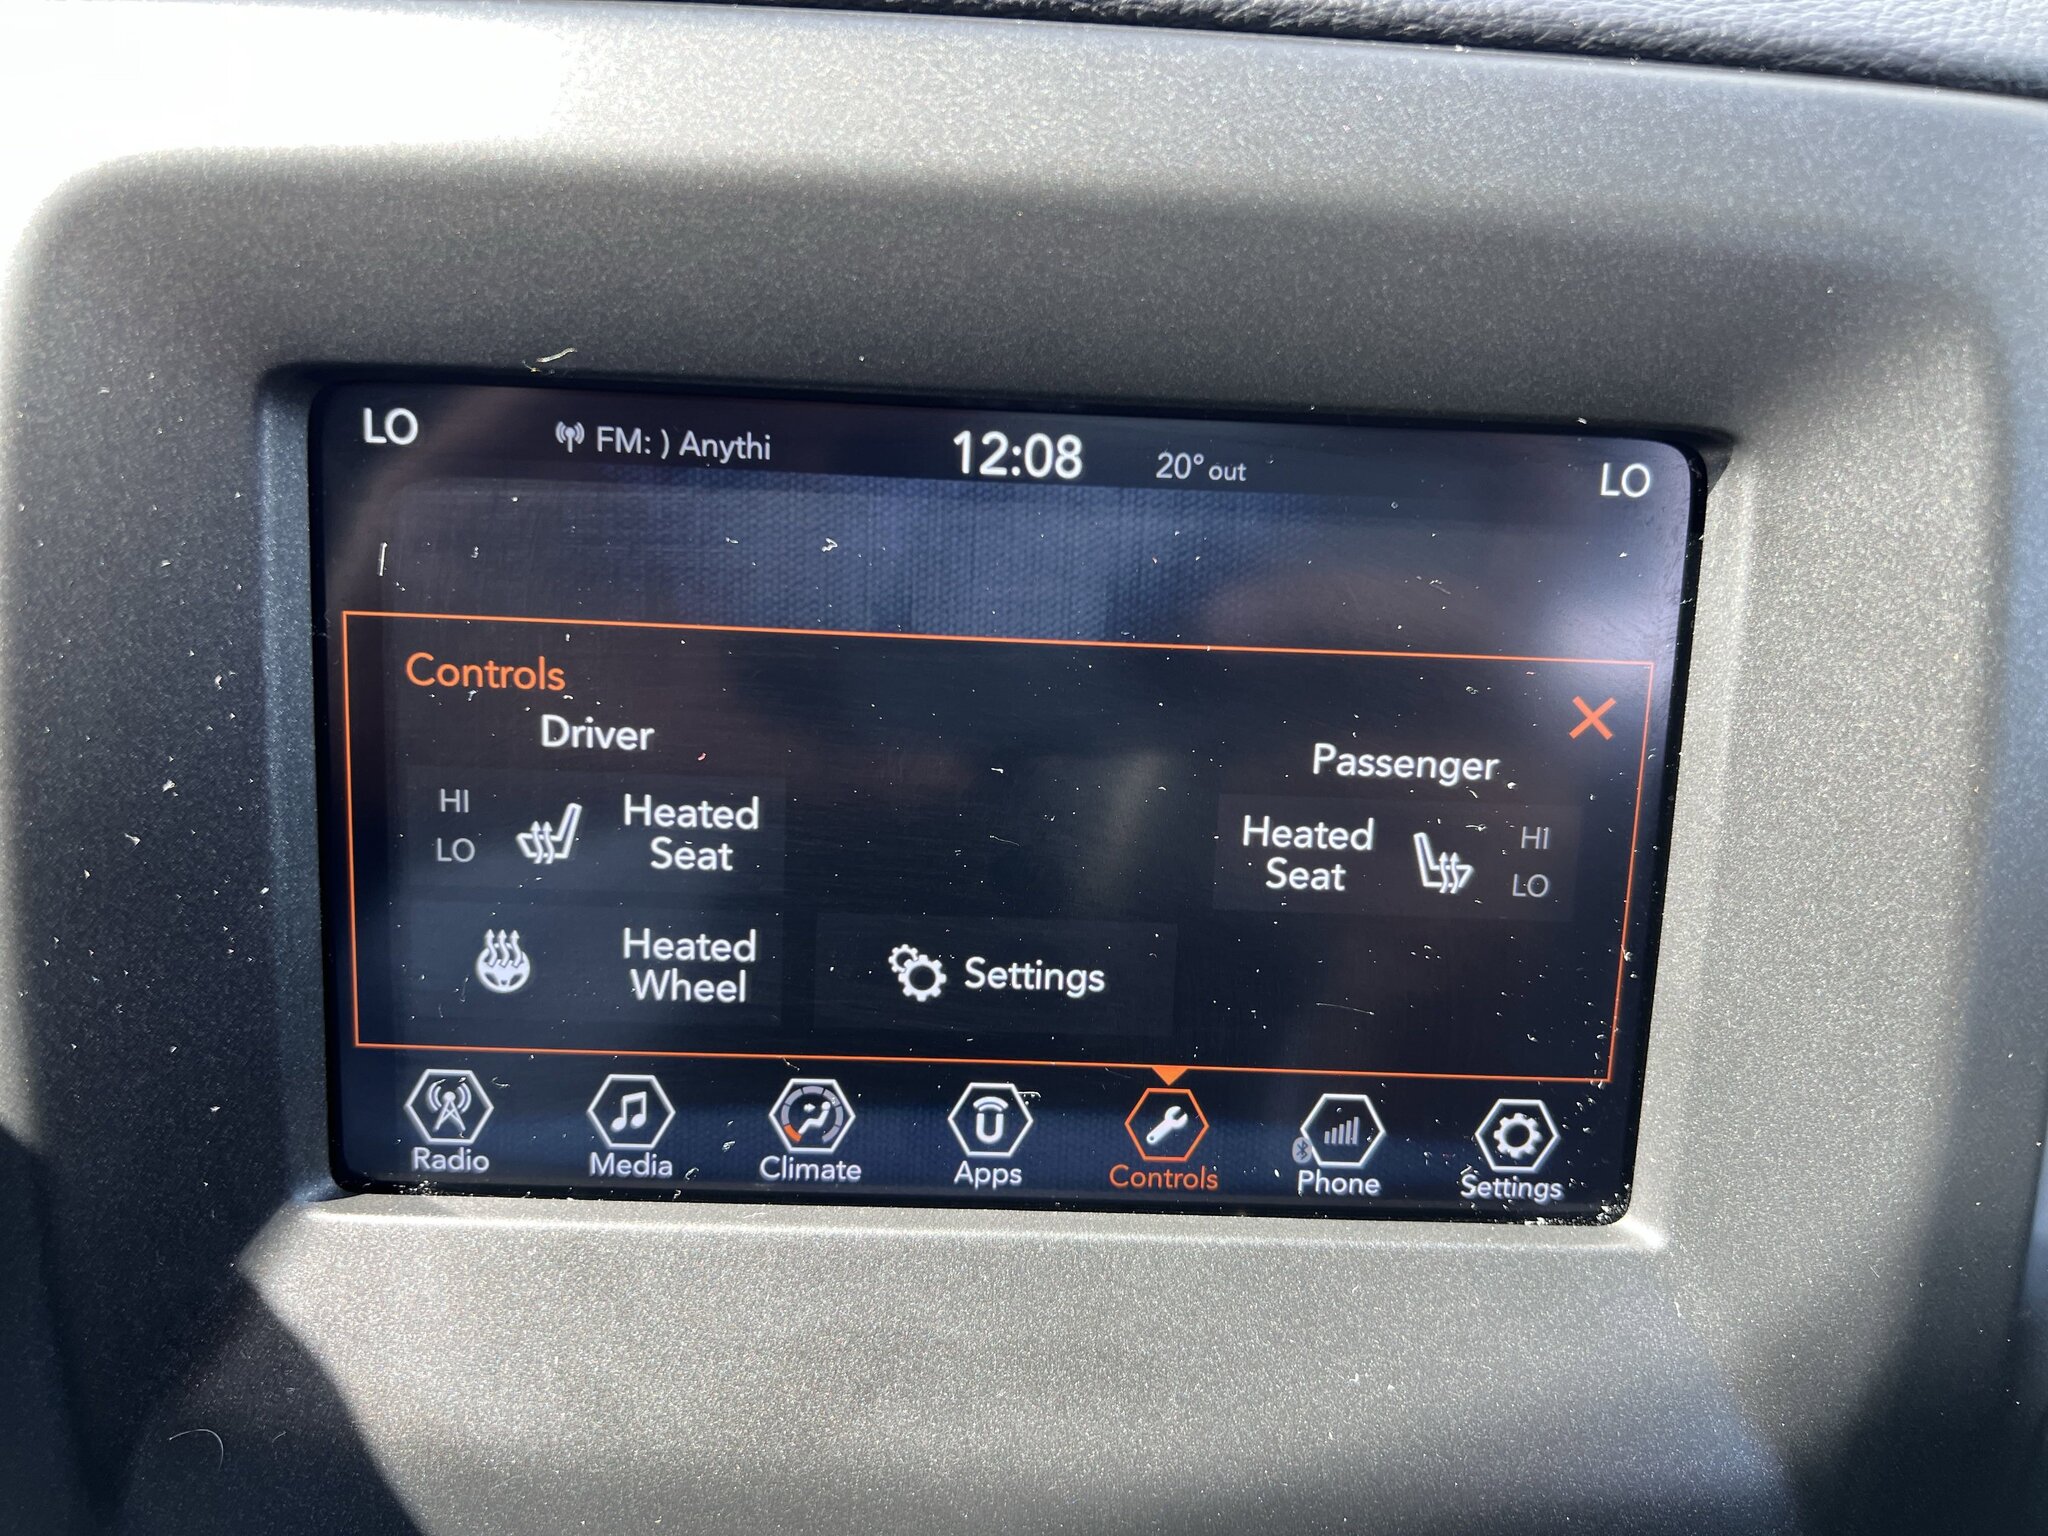 LO
FM: ) Anythi
12:08
20° out
LO
Controls
Driver
Passenger
HI
LO
Heated
Seat
Heated
Seat
HI
LO
Heated
Wheel
Settings
Radio
Media
Climate
Apps
Controls
Phone
Settings